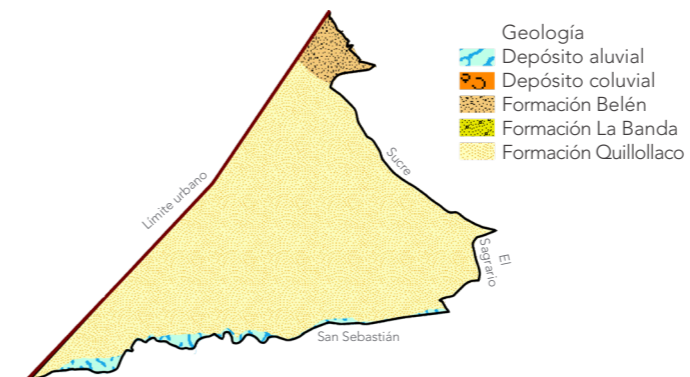 Geología
Depósito aluvial
Depósito coluvial
Formación Belén
Formación La Banda
Formación Quillollaco
Límite urbano
Sucre
El
Sagrario
San Sebastián